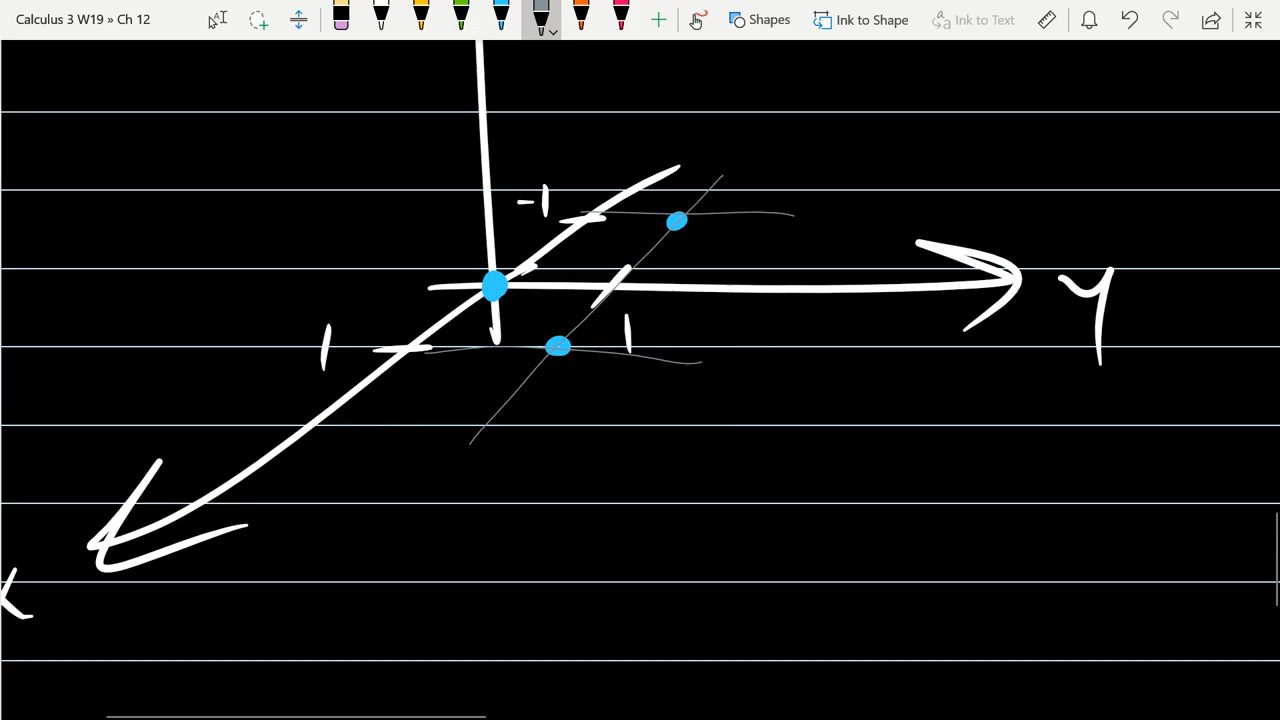 Calculus 3 W19 » Ch 12
Shapes
Ink to Shape
Ink to Text
-1
y
1
1
x